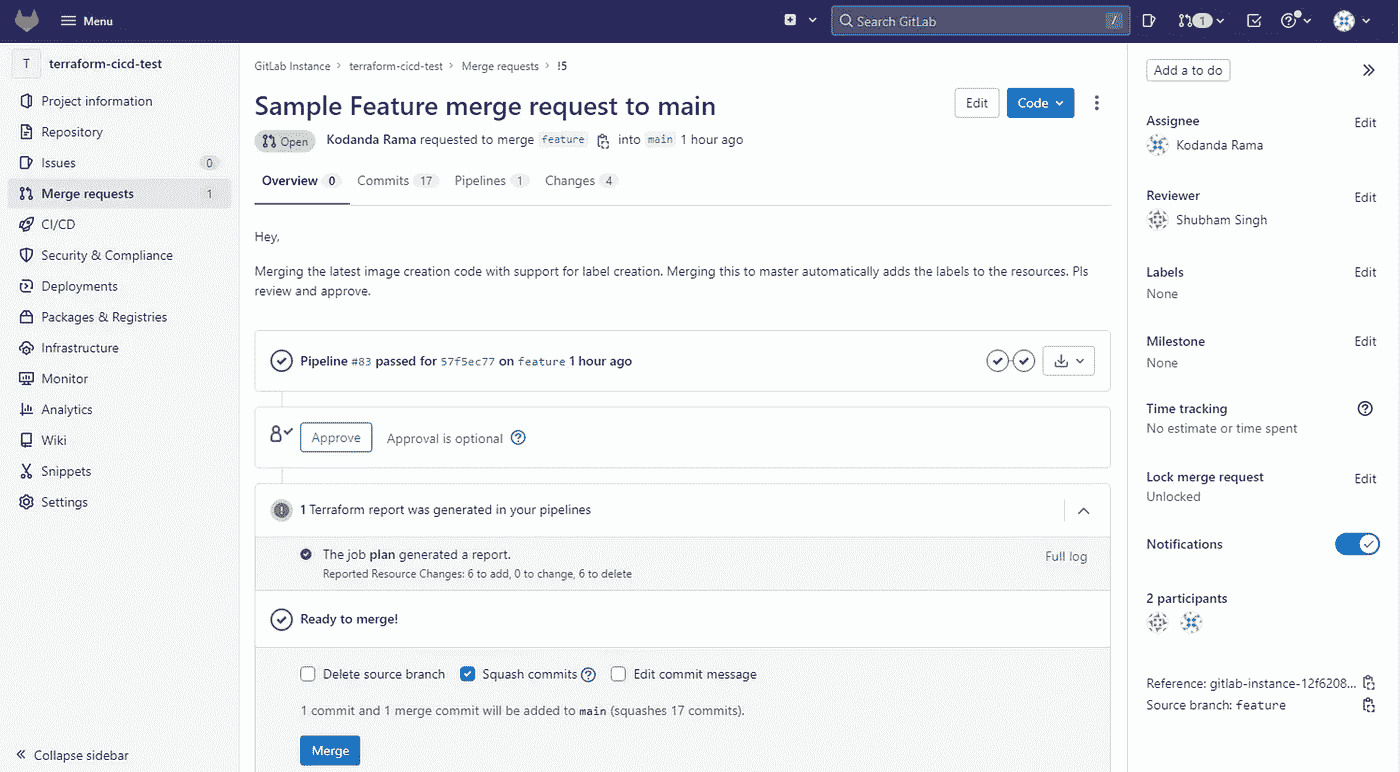 Menu
Search GitLab
/
1
T
terraform-cicd-test
Project information
Repository
Issues
0
Merge requests
1
CI/CD
Security & Compliance
Deployments
Packages & Registries
Infrastructure
Monitor
Analytics
Wiki
Snippets
Settings
Collapse sidebar
GitLab Instance > terraform-cicd-test > Merge requests > !5
Sample Feature merge request to main
Edit
Code
Open
Kodanda Rama requested to merge feature into main 1 hour ago
Overview 0
Commits 17
Pipelines 1
Changes 4
Hey,
Merging the latest image creation code with support for label creation. Merging this to master automatically adds the labels to the resources. Pls
review and approve.
Pipeline #83 passed for 57f5ec77 on feature 1 hour ago
Approve
Approval is optional
1 Terraform report was generated in your pipelines
The job plan generated a report.
Full log
Reported Resource Changes: 6 to add, 0 to change, 6 to delete
Ready to merge!
Delete source branch
Squash commits
Edit commit message
1 commit and 1 merge commit will be added to main (squashes 17 commits).
Merge
Add a to do
Assignee
Edit
Kodanda Rama
Reviewer
Edit
Shubham Singh
Labels
Edit
None
Milestone
Edit
None
Time tracking
No estimate or time spent
Lock merge request
Edit
Unlocked
Notifications
2 participants
Reference: gitlab-instance-12f6208...
Source branch: feature